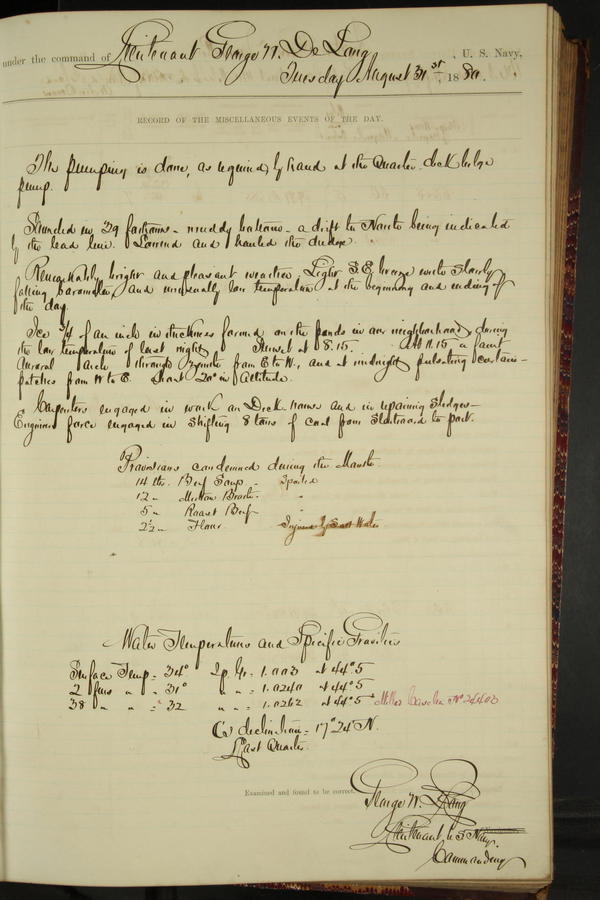 under the command of Lieutenant George W. De Long, U. S. Navy,
Tuesday August 31st, 1880.
RECORD OF THE MISCELLANEOUS EVENTS OF THE DAY.
The pumping is done, as required by hand at the Quarter-deck bilge
pump.
Sounded in 39 fathoms - muddy bottom - a drift to North being indicated
by the lead line. Lowered and hauled the dredge.
Remarkably bright and pleasant weather, Light S.E. breeze with slowly
falling barometer, and unusually low temperature at the beginning and ending of
the day.
Ice 3/4 of an inch in thickness formed on the ponds in our neighborhood during
the low temperature of last night. Sunset at 8.15. At 11.15 a faint
Auroral arch through Zenith from E to W, and at midnight pulsating curtain-
patches from W to E about 20° in altitude.
Carpenters engaged in work on Deck house and in repairing sledges -
Engineers force engaged in shifting 8 tons of coal from starboard to port.
Provisions condemned during the Month.
14 lbs. Beef Soup - Spoiled
12 " Mutton Broth - "
5 " Roast Beef - "
22 " Flour - Injured by Salt Water
Water Temperatures and Specific Gravities
Surface Temp = 34° Sp. Gr = 1.003 at 44°.5
2 fms " = 31° " " = 1.0240 at 44°.5
38 " " = 32 " " = 1.0262 at 44°.5 Miller Casella No 24403
declination = 17° 24' N.
Last Quarter.
Examined and found to be correct.
George W. De Long
Lieutenant U. S. Navy.
Commanding